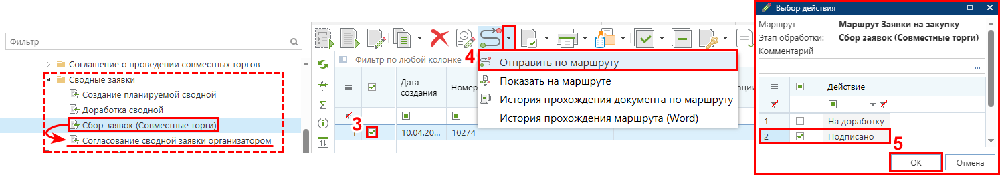 Фильтр
Соглашение о проведении совместных торгов
Сводные заявки
Создание планируемой сводной
Доработка сводной
Сбор заявок (Совместные торги)
Согласование сводной заявки организатором
4
Фильтр по любой колонке
Дата
создания
Номер
ации
3
1
10.04.20...
10274
Отправить по маршруту
Показать на маршруте
История прохождения документа по маршруту
История прохождения маршрута (Word)
Выбор действия
Маршрут
Маршрут Заявки на закупку
Этап обработки:
Сбор заявок (Совместные торги)
Комментарий
...
Действие
1
На доработку
2
Подписано
5
ОК
Отмена